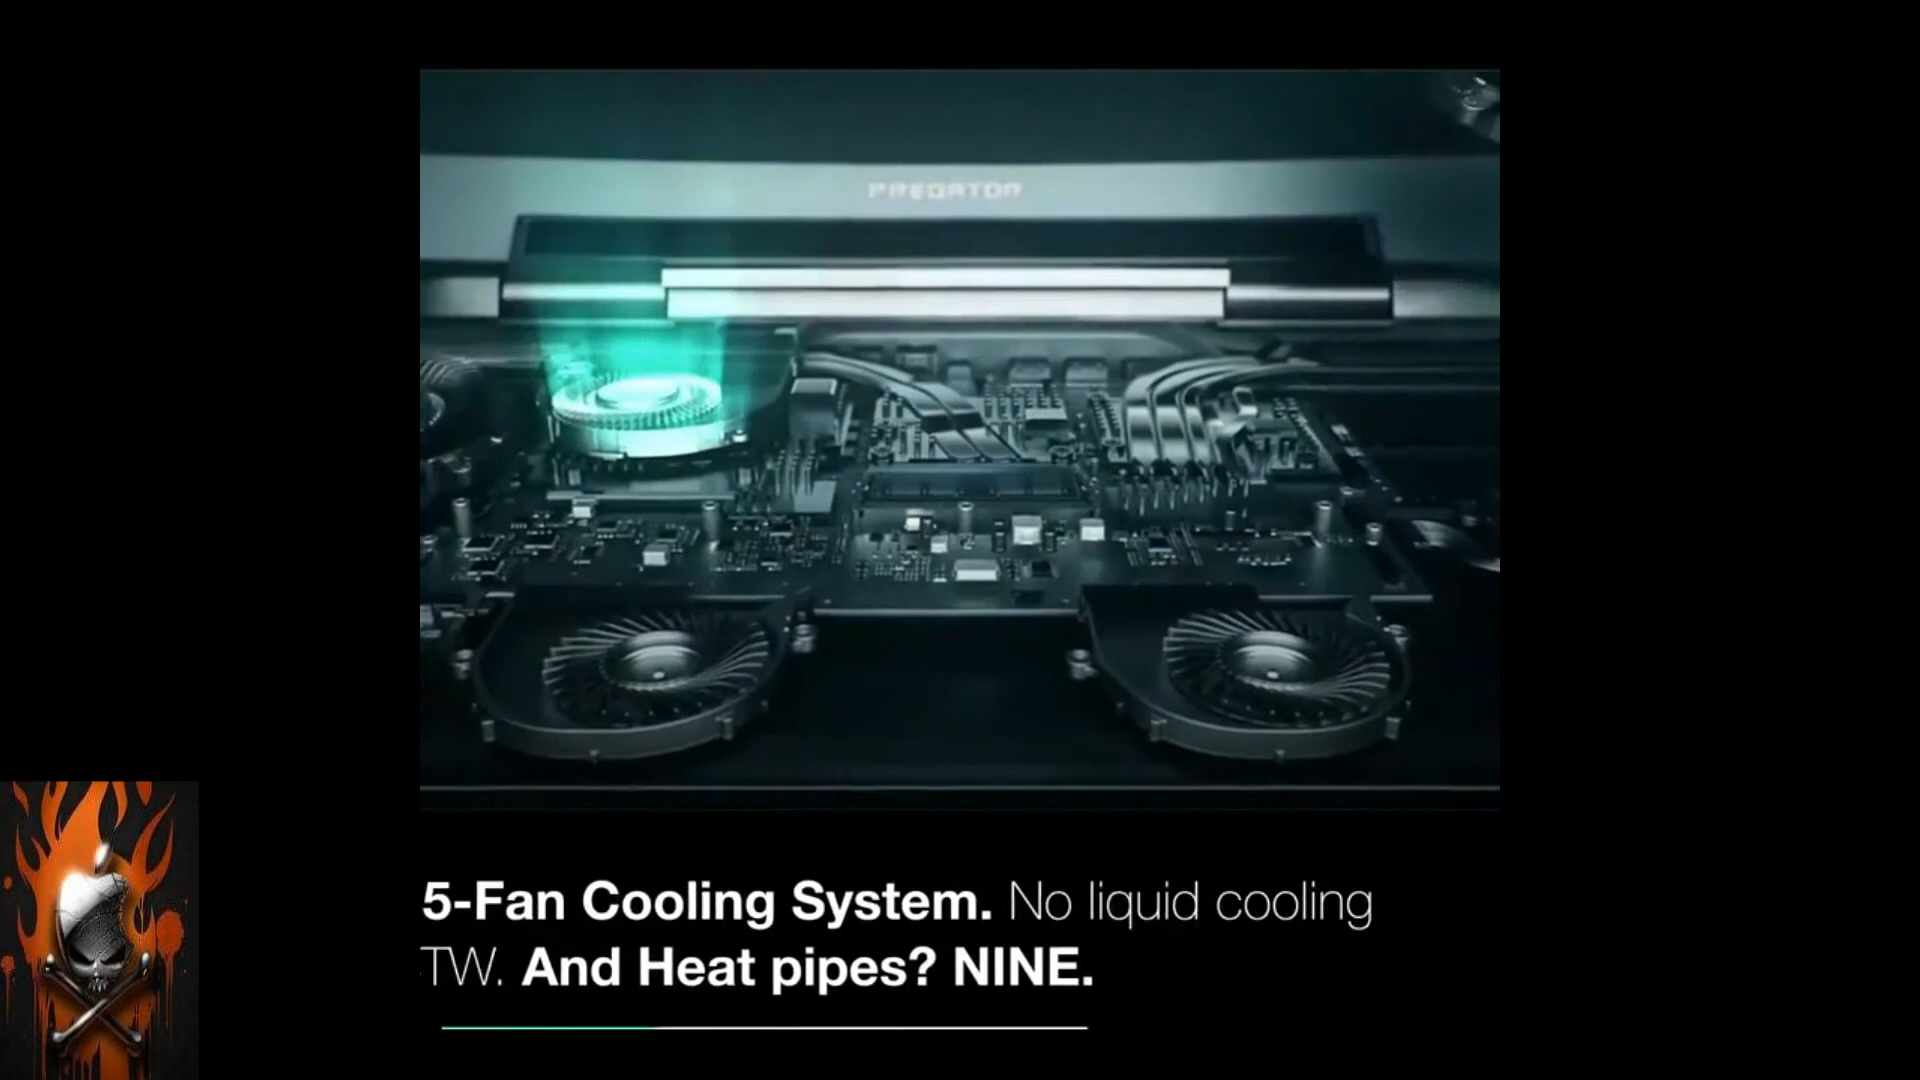 PREDATOR
5-Fan Cooling System. No liquid cooling
TW. And Heat pipes? NINE.